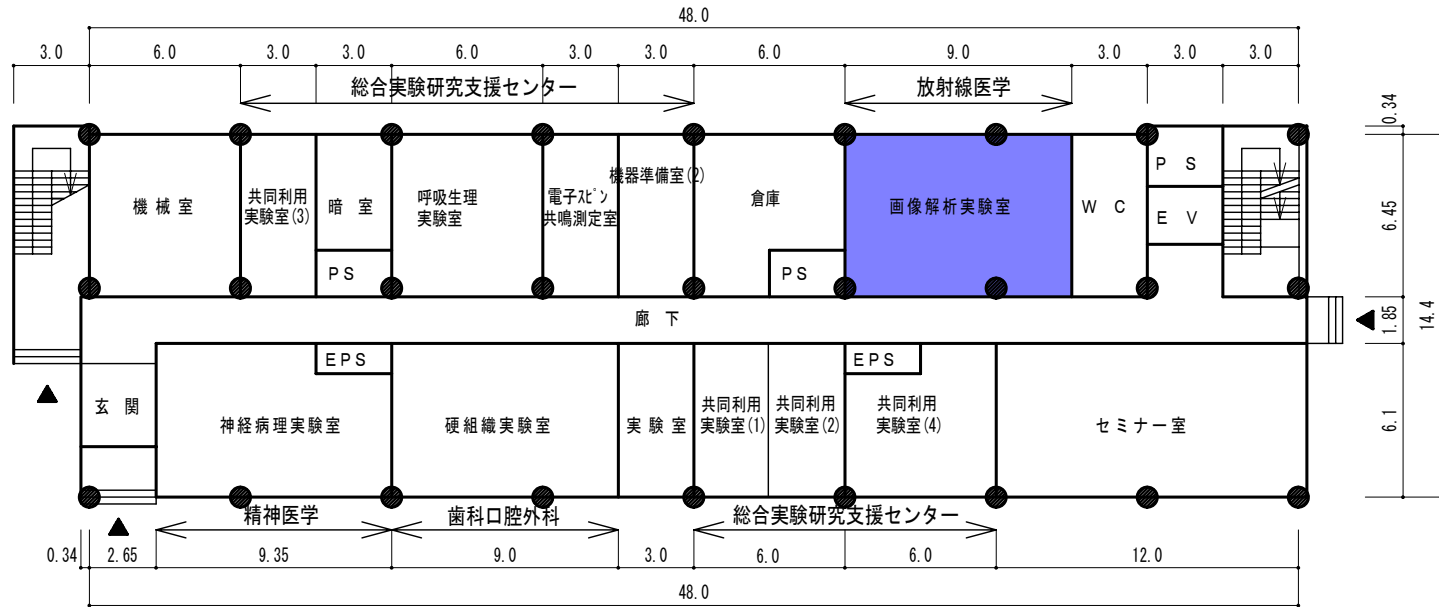 48.0
3.0 6.0 3.0 3.0 6.0 3.0 3.0 6.0 9.0 3.0 3.0 3.0
総合実験研究支援センター 放射線医学
0.34
機械室
共同利用
実験室(3)
暗室
PS
呼吸生理
実験室
電子スピン
共鳴測定室
機器準備室(2)
倉庫
PS
画像解析実験室
WC
PS
EV
6.45
廊下
1.85
14.4
玄関
神経病理実験室
EPS
硬組織実験室
実験室
共同利用
実験室(1)
共同利用
実験室(2)
EPS
共同利用
実験室(4)
セミナー室
6.1
精神医学 歯科口腔外科 総合実験研究支援センター
0.34 2.65 9.35 9.0 3.0 6.0 6.0 12.0
48.0